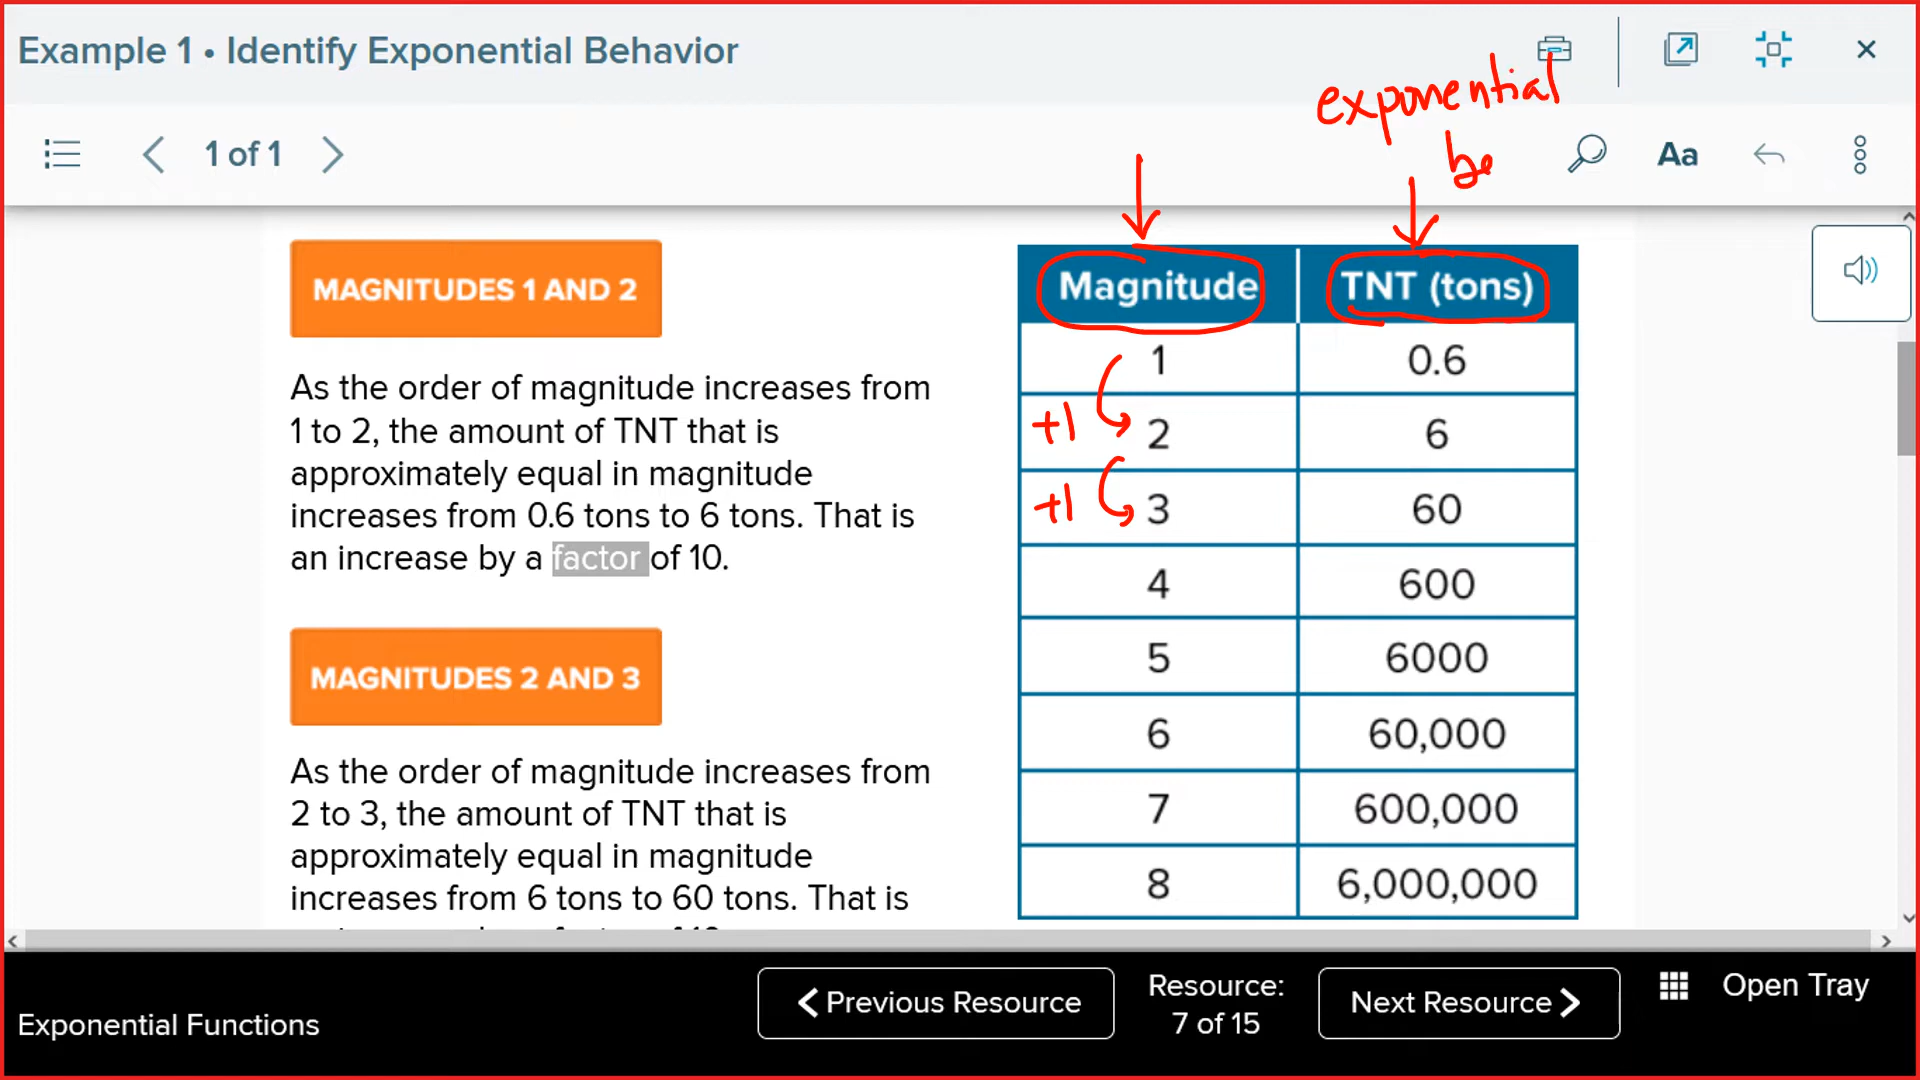 Example 1 • Identify Exponential Behavior
exponential
be
1 of 1
Aa
MAGNITUDES 1 AND 2
As the order of magnitude increases from
1 to 2, the amount of TNT that is
approximately equal in magnitude
increases from 0.6 tons to 6 tons. That is
an increase by a factor of 10.
MAGNITUDES 2 AND 3
As the order of magnitude increases from
2 to 3, the amount of TNT that is
approximately equal in magnitude
increases from 6 tons to 60 tons. That is
Magnitude TNT (tons)
1 0.6
+1 2 6
+1 3 60
4 600
5 6000
6 60,000
7 600,000
8 6,000,000
Exponential Functions
Previous Resource
Resource:
7 of 15
Next Resource
Open Tray